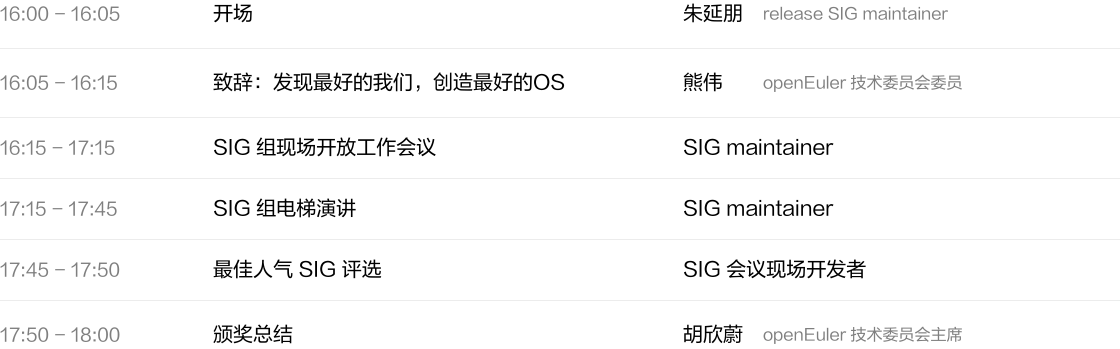 16:00 – 16:05 开场 朱延朋 release SIG maintainer
16:05 – 16:15 致辞：发现最好的我们，创造最好的OS 熊伟 openEuler 技术委员会委员
16:15 – 17:15 SIG 组现场开放工作会议 SIG maintainer
17:15 – 17:45 SIG 组电梯演讲 SIG maintainer
17:45 – 17:50 最佳人气 SIG 评选 SIG 会议现场开发者
17:50 – 18:00 颁奖总结 胡欣蔚 openEuler 技术委员会主席